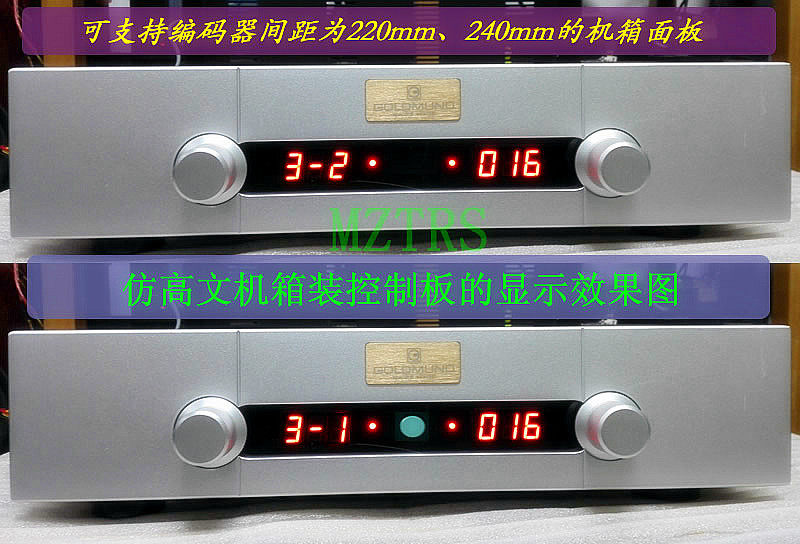 可支持编码器间距为220mm、240mm的机箱面板
GOLDMUND
3-2 • • 016
MZTRS
仿高文机箱装控制板的显示效果图
GOLDMUND
3-1 • • 016